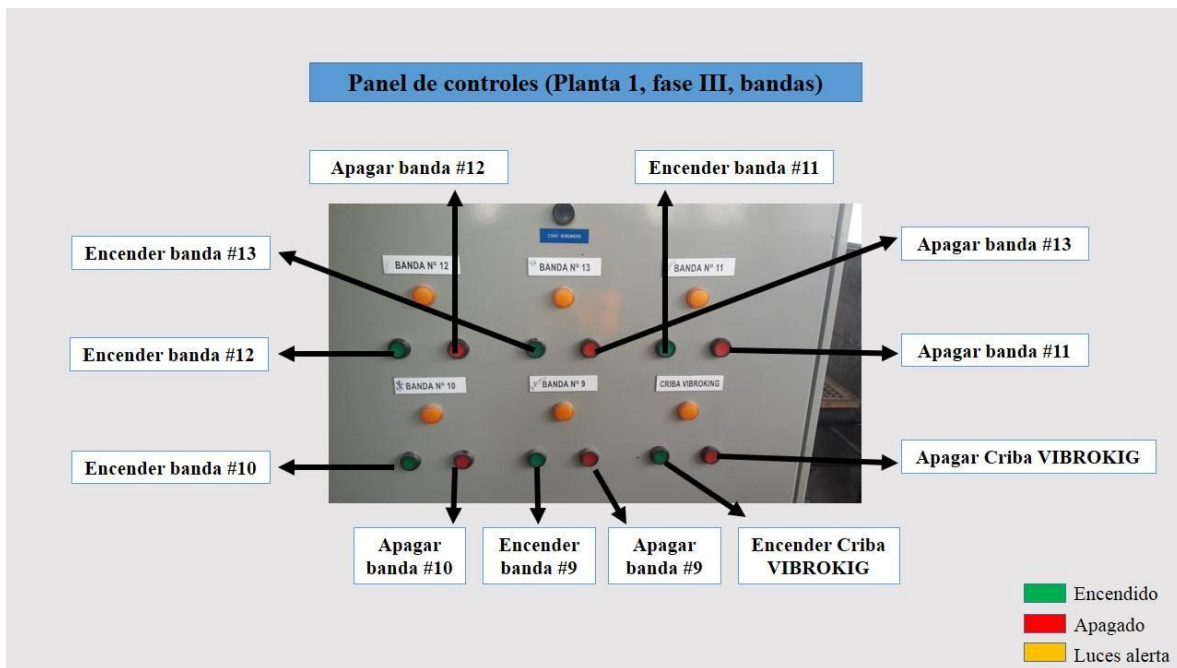 Panel de controles (Planta 1, fase III, bandas)
Apagar banda #12
Encender banda #11
Encender banda #13
Apagar banda #13
BANDA Nº 12
BANDA Nº 13
BANDA Nº 11
Encender banda #12
Apagar banda #11
BANDA Nº 10
BANDA Nº 9
CRIBA VIBROKING
Encender banda #10
Apagar Criba VIBROKIG
Apagar
banda #10
Encender
banda #9
Apagar
banda #9
Encender Criba
VIBROKIG
Encendido
Apagado
Luces alerta